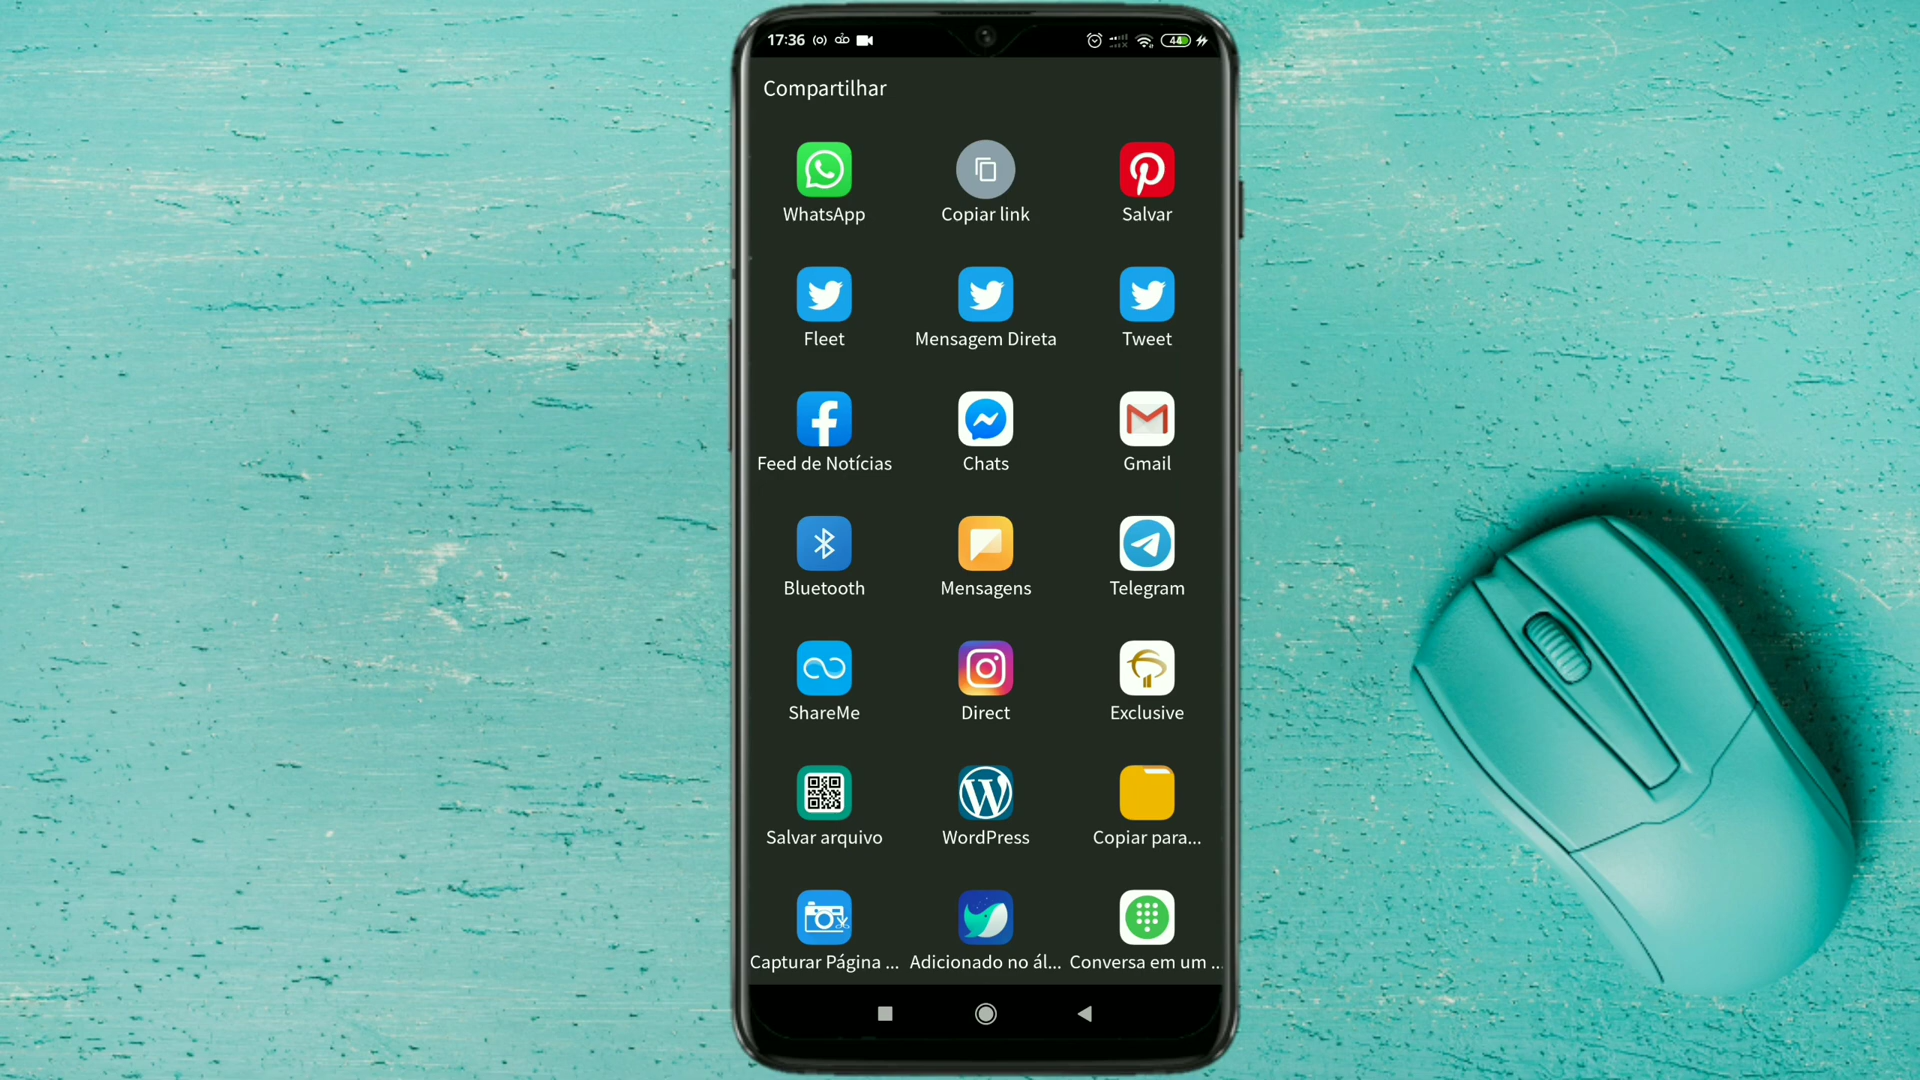 17:36
44
Compartilhar
WhatsApp
Copiar link
Salvar
Fleet
Mensagem Direta
Tweet
Feed de Notícias
Chats
Gmail
Bluetooth
Mensagens
Telegram
ShareMe
Direct
Exclusive
Salvar arquivo
WordPress
Copiar para...
Capturar Página ...
Adicionado no ál...
Conversa em um ...